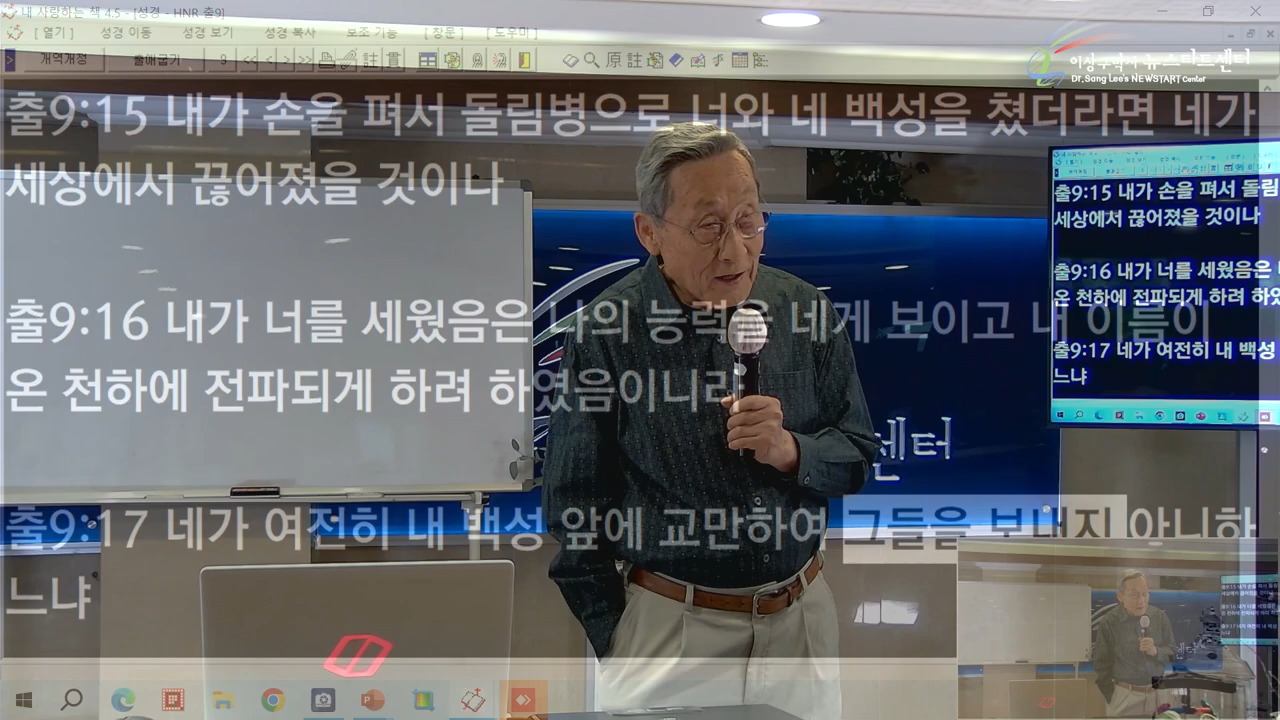 내 사랑하는 책 4.5 - [성경 - HNR 출9]
[ 열기 ] 성경 이동 성경 보기 성경 복사 보조 기능 [ 창문 ] [ 도우미 ]
개역개정 출애굽기 9 << < > >> 註 貫 原 註
이상구박사 뉴스타트센터
Dr. Sang Lee's NEWSTART Center
출9:15 내가 손을 펴서 돌림병으로 너와 네 백성을 쳤더라면 네가
세상에서 끊어졌을 것이나
출9:16 내가 너를 세웠음은 나의 능력을 네게 보이고 내 이름이
온 천하에 전파되게 하려 하였음이니라
출9:17 네가 여전히 내 백성 앞에 교만하여 그들을 보내지 아니하
느냐
출9:15 내가 손을 펴서 돌림
세상에서 끊어졌을 것이나
출9:16 내가 너를 세웠음은
온 천하에 전파되게 하려 하였
출9:17 네가 여전히 내 백성
느냐
센터